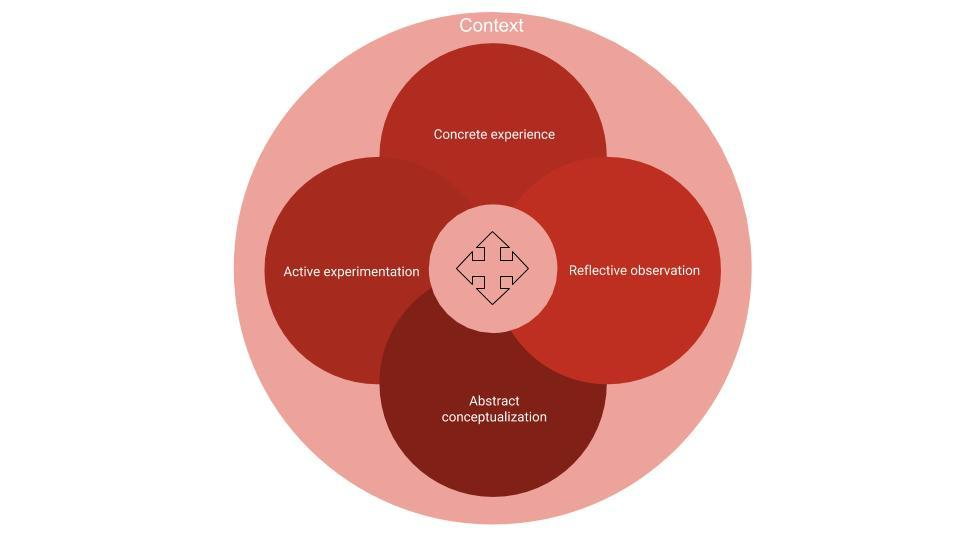 Context
Concrete experience
Active experimentation
Reflective observation
Abstract
conceptualization